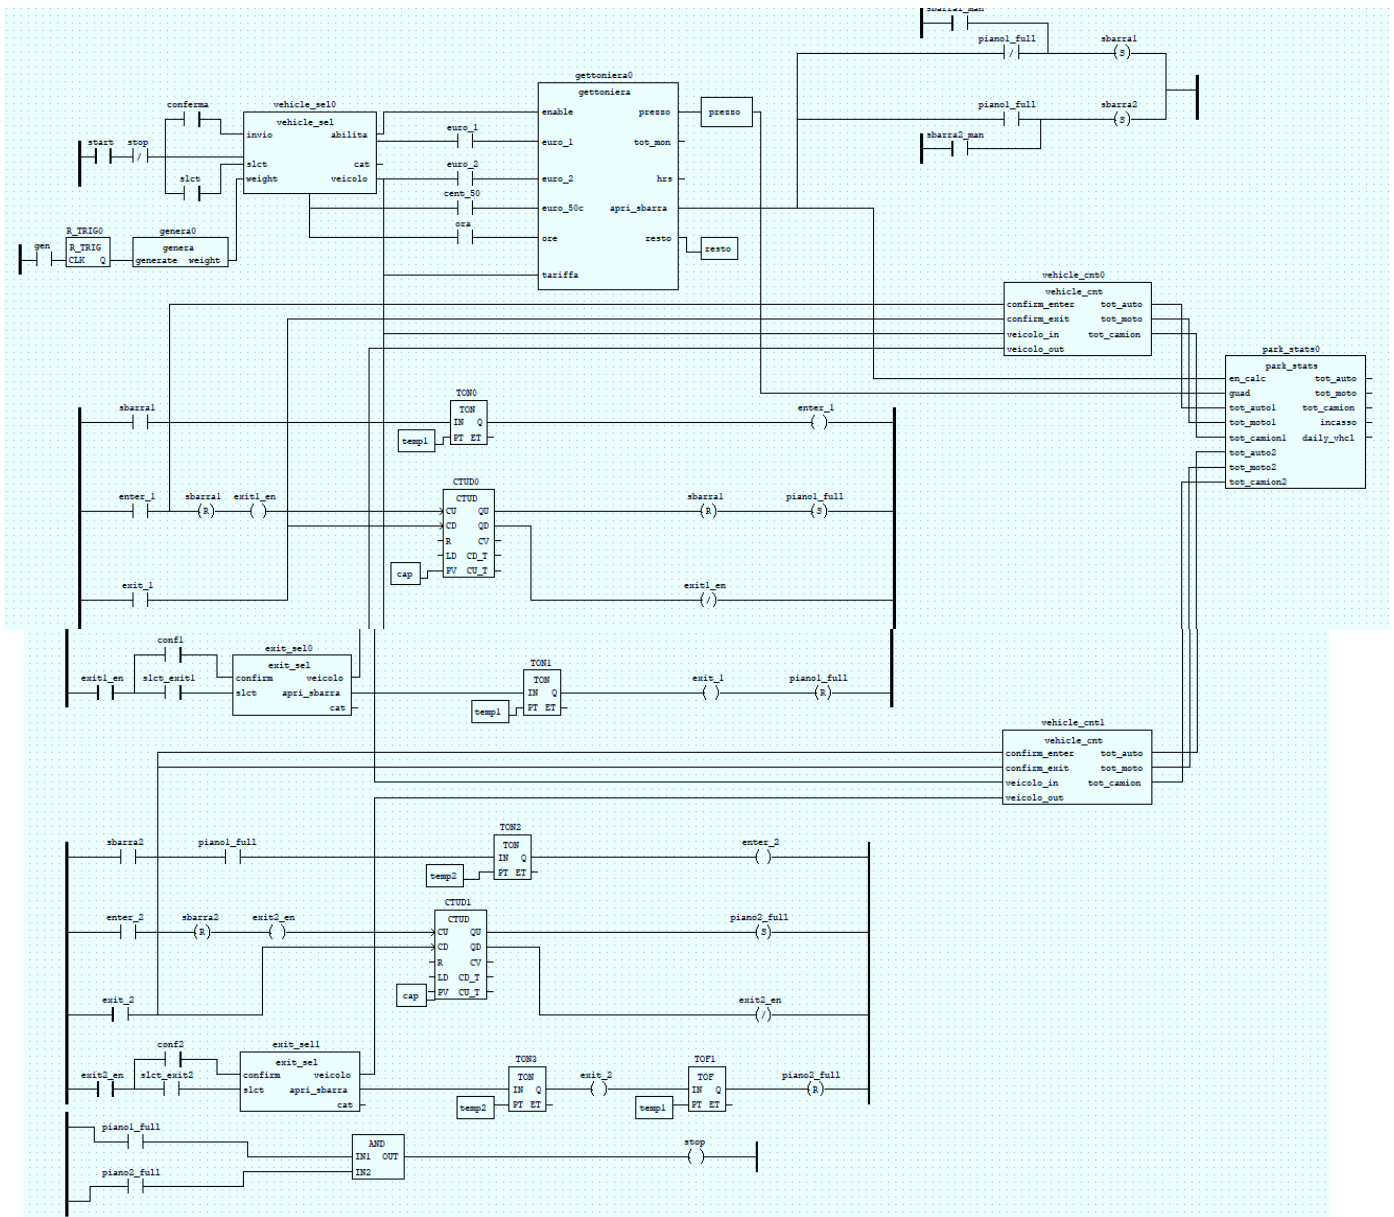 sbarra1_man
piano1_full
sbarra1
S
piano1_full
sbarra2
S
sbarra2_man
gettoniera0
gettoniera
enable
prezzo
prezzo
euro_1
tot_mon
euro_2
hrs
euro_50c
apri_sbarra
ore
resto
resto
tariffa
conferma
vehicle_sel0
vehicle_sel
invio
abilita
euro_1
start
stop
slct
cat
euro_2
weight
veicolo
slct
cent_50
ora
R_TRIG0
genera0
gen
R_TRIG
genera
CLK Q
generate weight
vehicle_cnt0
vehicle_cnt
confirm_enter tot_auto
confirm_exit tot_moto
veicolo_in tot_camion
veicolo_out
park_stats0
park_stats
en_calc tot_auto
guad tot_moto
tot_auto1 tot_camion
tot_moto1 incasso
tot_camion1 daily_vhcl
tot_auto2
tot_moto2
tot_camion2
TON0
sbarra1
TON
enter_1
IN Q
temp1
PT ET
CTUD0
enter_1 sbarra1 exit1_en
CTUD
sbarra1 piano1_full
R
CU QU
R
S
CD QD
R CV
LD CD_T
cap
PV CU_T
exit_1
exit1_en
conf1
exit_sel0
exit_sel
TON1
exit1_en slct_exit1
confirm veicolo
TON
exit_1 piano1_full
slct apri_sbarra
IN Q
R
cat
temp1
PT ET
vehicle_cnt1
vehicle_cnt
confirm_enter tot_auto
confirm_exit tot_moto
veicolo_in tot_camion
veicolo_out
TON2
sbarra2 piano1_full
TON
enter_2
IN Q
temp2
PT ET
CTUD1
enter_2 sbarra2 exit2_en
CTUD
piano2_full
R
CU QU
S
CD QD
R CV
LD CD_T
cap
PV CU_T
exit_2
exit2_en
conf2
exit_sel1
exit_sel
TON3
TOF1
exit2_en slct_exit2
confirm veicolo
TON
exit_2
TOF
piano2_full
slct apri_sbarra
IN Q
IN Q
R
cat
temp2
PT ET
temp1
PT ET
piano1_full
AND
stop
IN1 OUT
piano2_full
IN2